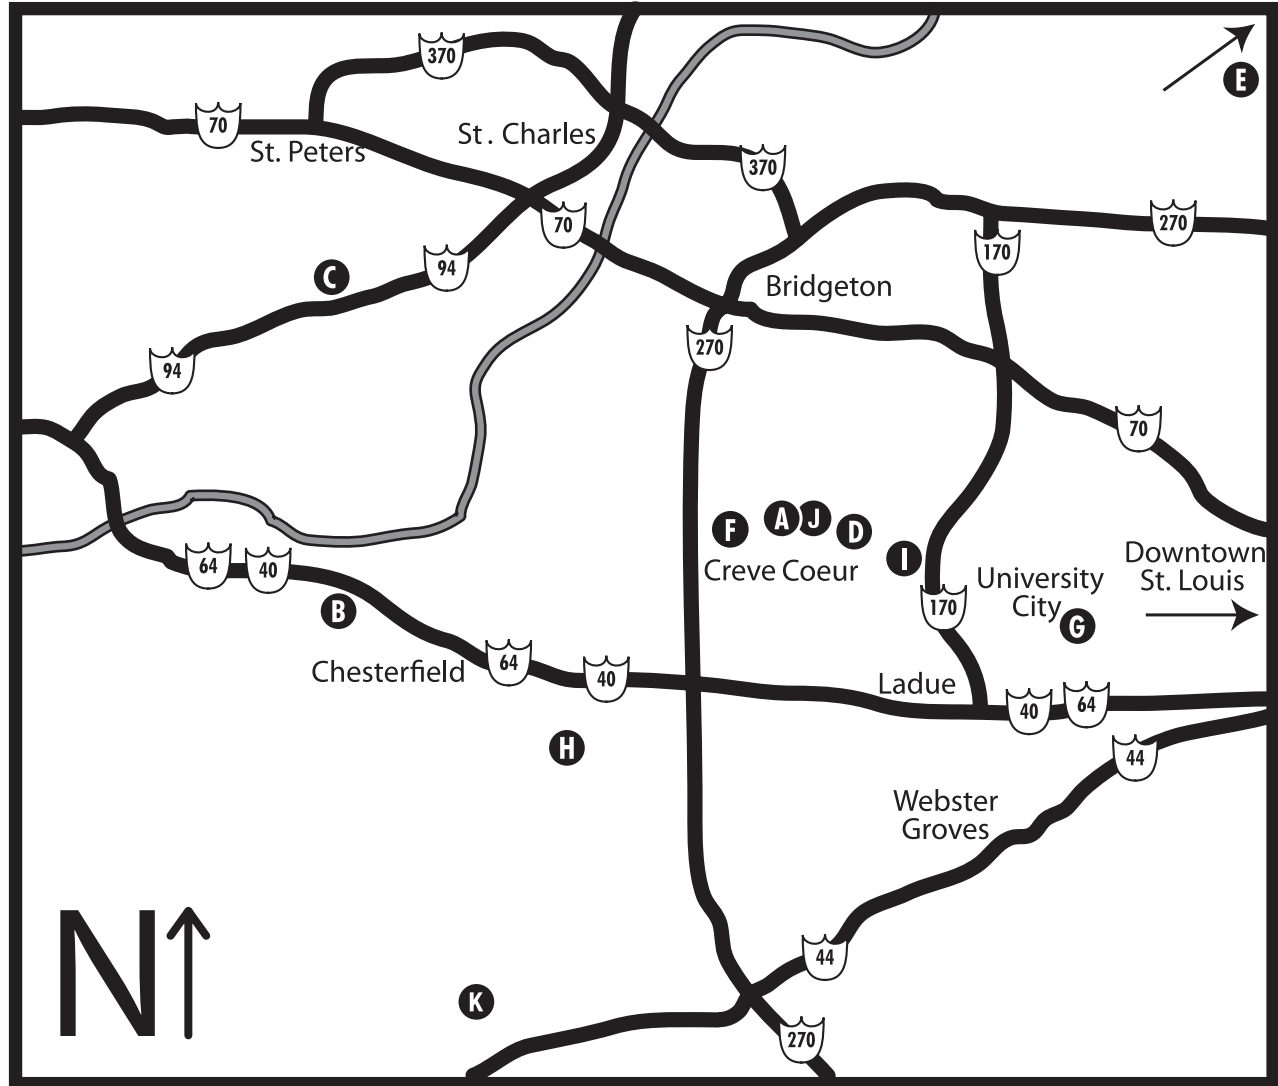 370
E
70
St. Charles
St. Peters
370
70
270
170
94
C
Bridgeton
270
94
70
F
A
J
D
I
Downtown
St. Louis
64
40
Creve Coeur
University
City
170
B
G
Chesterfield
64
40
Ladue
40
64
H
44
Webster
Groves
N
44
K
270